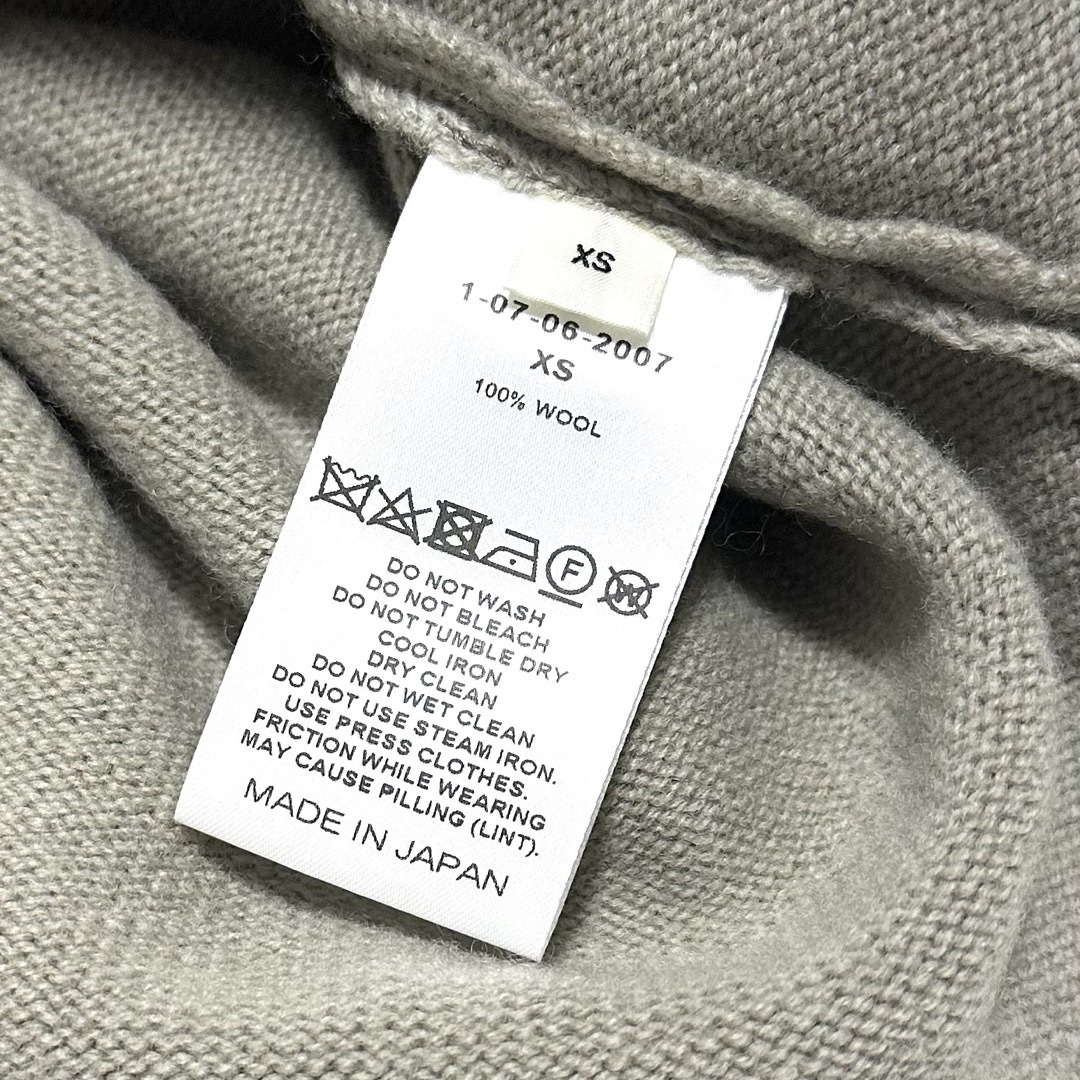 XS
1-07-06-2007
XS
100% WOOL
F
W
DO NOT WASH
DO NOT BLEACH
DO NOT TUMBLE DRY
COOL IRON
DRY CLEAN
DO NOT WET CLEAN
DO NOT USE STEAM IRON.
USE PRESS CLOTHES.
FRICTION WHILE WEARING
MAY CAUSE PILLING (LINT).
MADE IN JAPAN